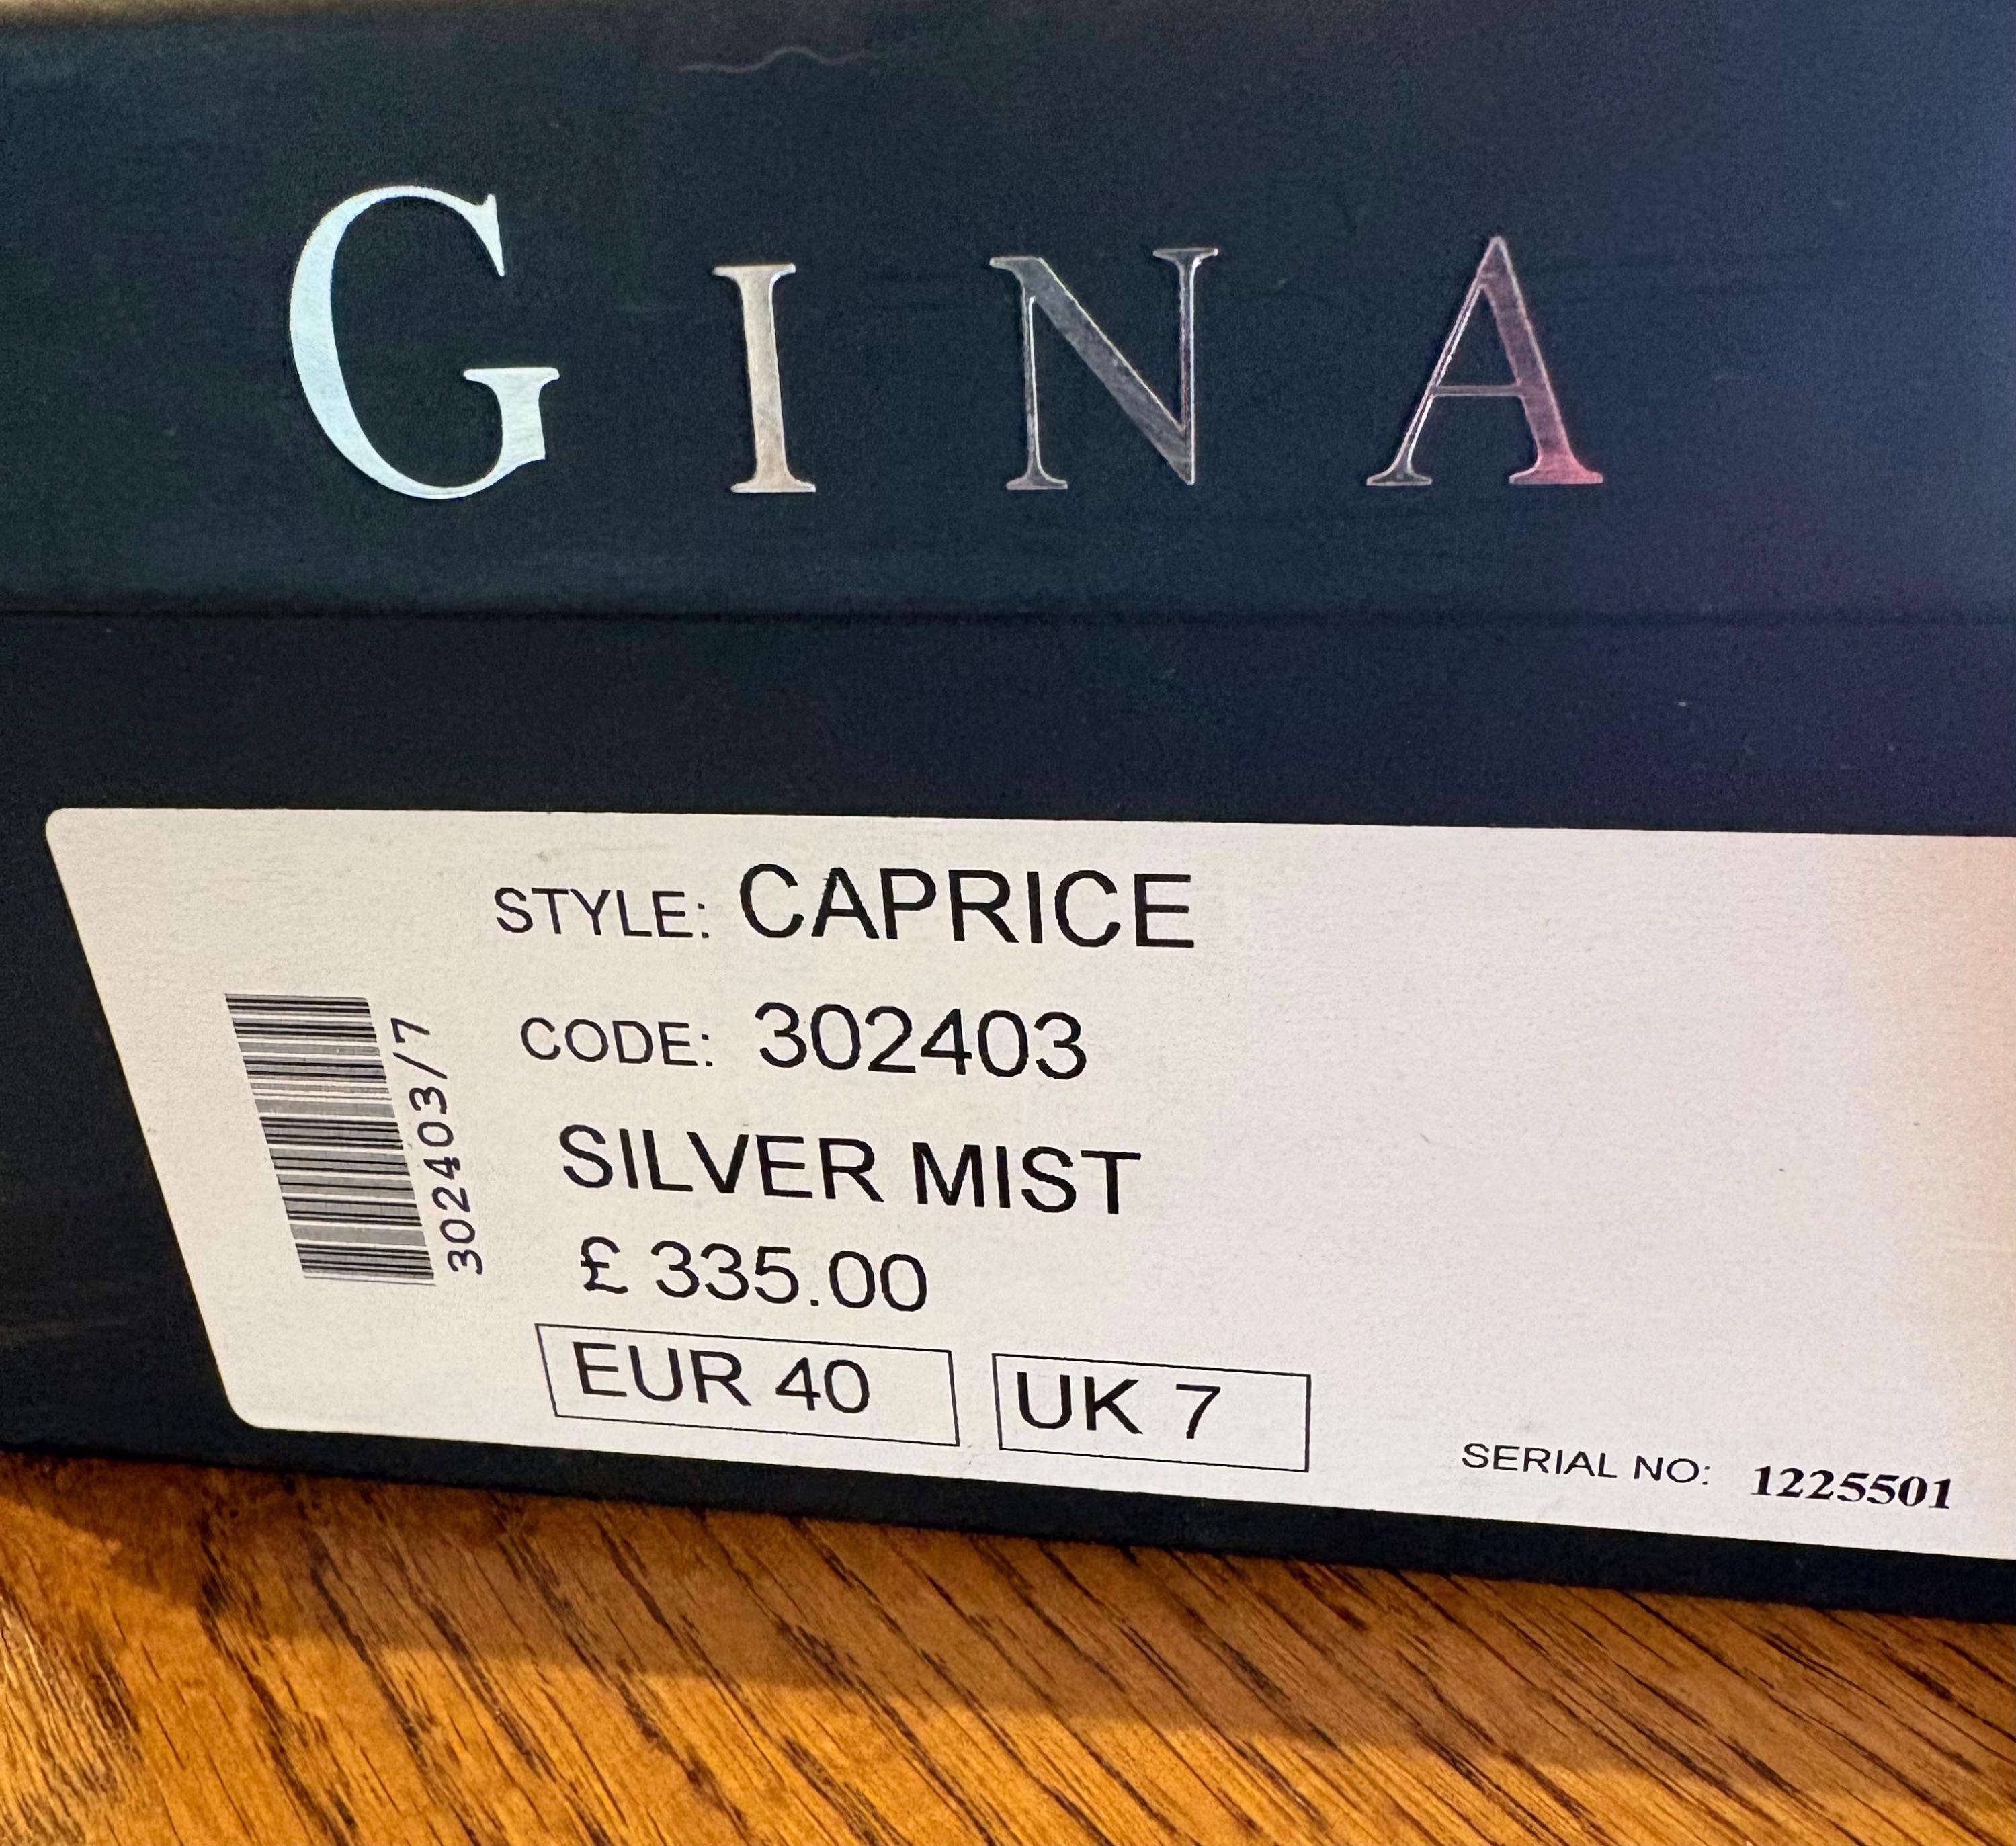 GINA
STYLE: CAPRICE
302403/7
CODE: 302403
SILVER MIST
£ 335.00
EUR 40
UK 7
SERIAL NO: 1225501